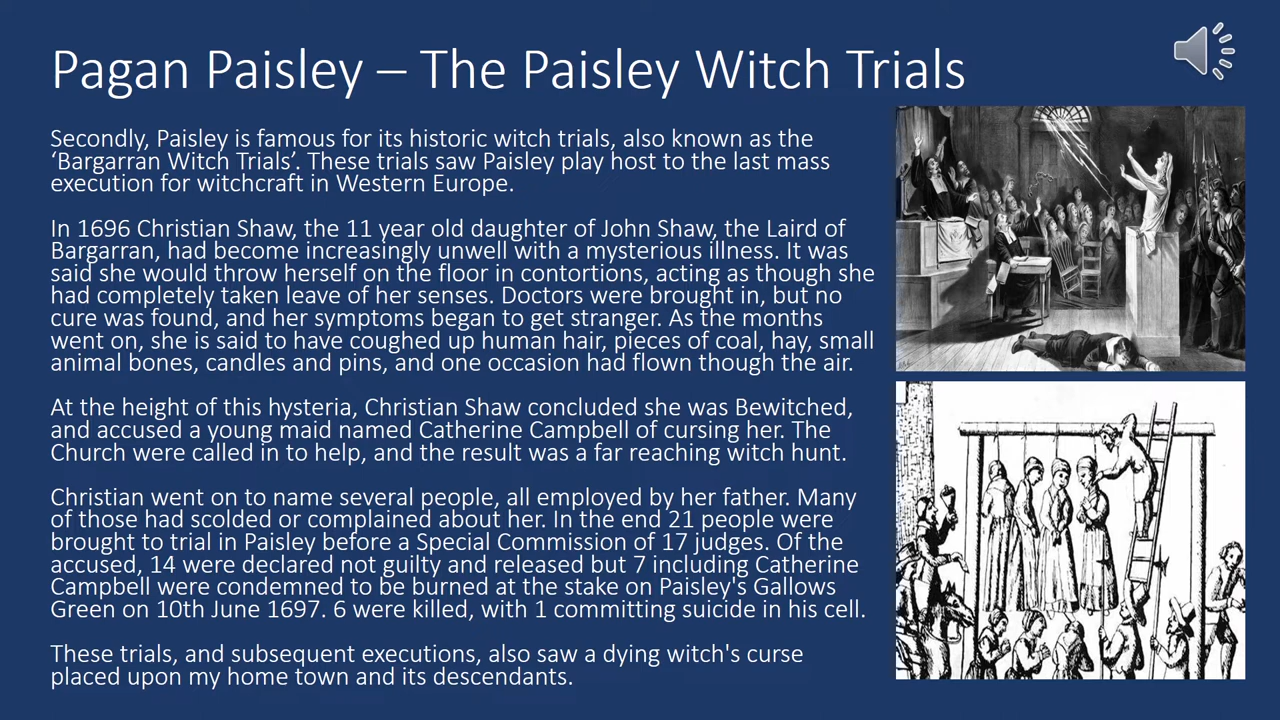 Pagan Paisley – The Paisley Witch Trials
Secondly, Paisley is famous for its historic witch trials, also known as the
‘Bargarran Witch Trials’. These trials saw Paisley play host to the last mass
execution for witchcraft in Western Europe.
In 1696 Christian Shaw, the 11 year old daughter of John Shaw, the Laird of
Bargarran, had become increasingly unwell with a mysterious illness. It was
said she would throw herself on the floor in contortions, acting as though she
had completely taken leave of her senses. Doctors were brought in, but no
cure was found, and her symptoms began to get stranger. As the months
went on, she is said to have coughed up human hair, pieces of coal, hay, small
animal bones, candles and pins, and one occasion had flown though the air.
At the height of this hysteria, Christian Shaw concluded she was Bewitched,
and accused a young maid named Catherine Campbell of cursing her. The
Church were called in to help, and the result was a far reaching witch hunt.
Christian went on to name several people, all employed by her father. Many
of those had scolded or complained about her. In the end 21 people were
brought to trial in Paisley before a Special Commission of 17 judges. Of the
accused, 14 were declared not guilty and released but 7 including Catherine
Campbell were condemned to be burned at the stake on Paisley's Gallows
Green on 10th June 1697. 6 were killed, with 1 committing suicide in his cell.
These trials, and subsequent executions, also saw a dying witch's curse
placed upon my home town and its descendants.